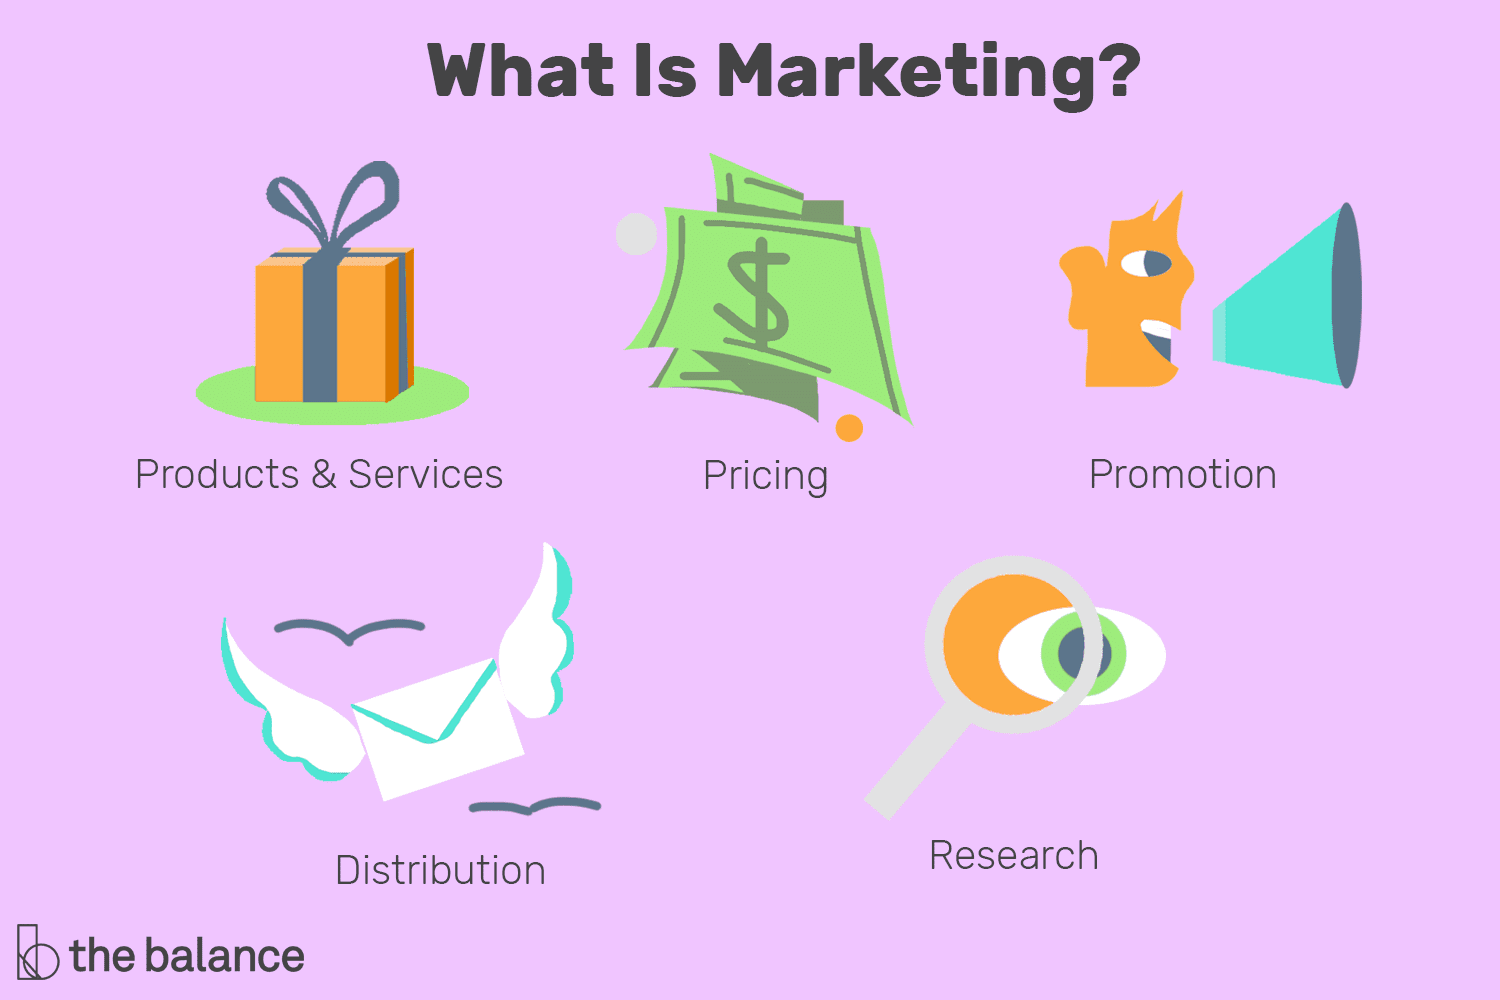 What Is Marketing?
Products & Services
Pricing
Promotion
Distribution
Research
the balance